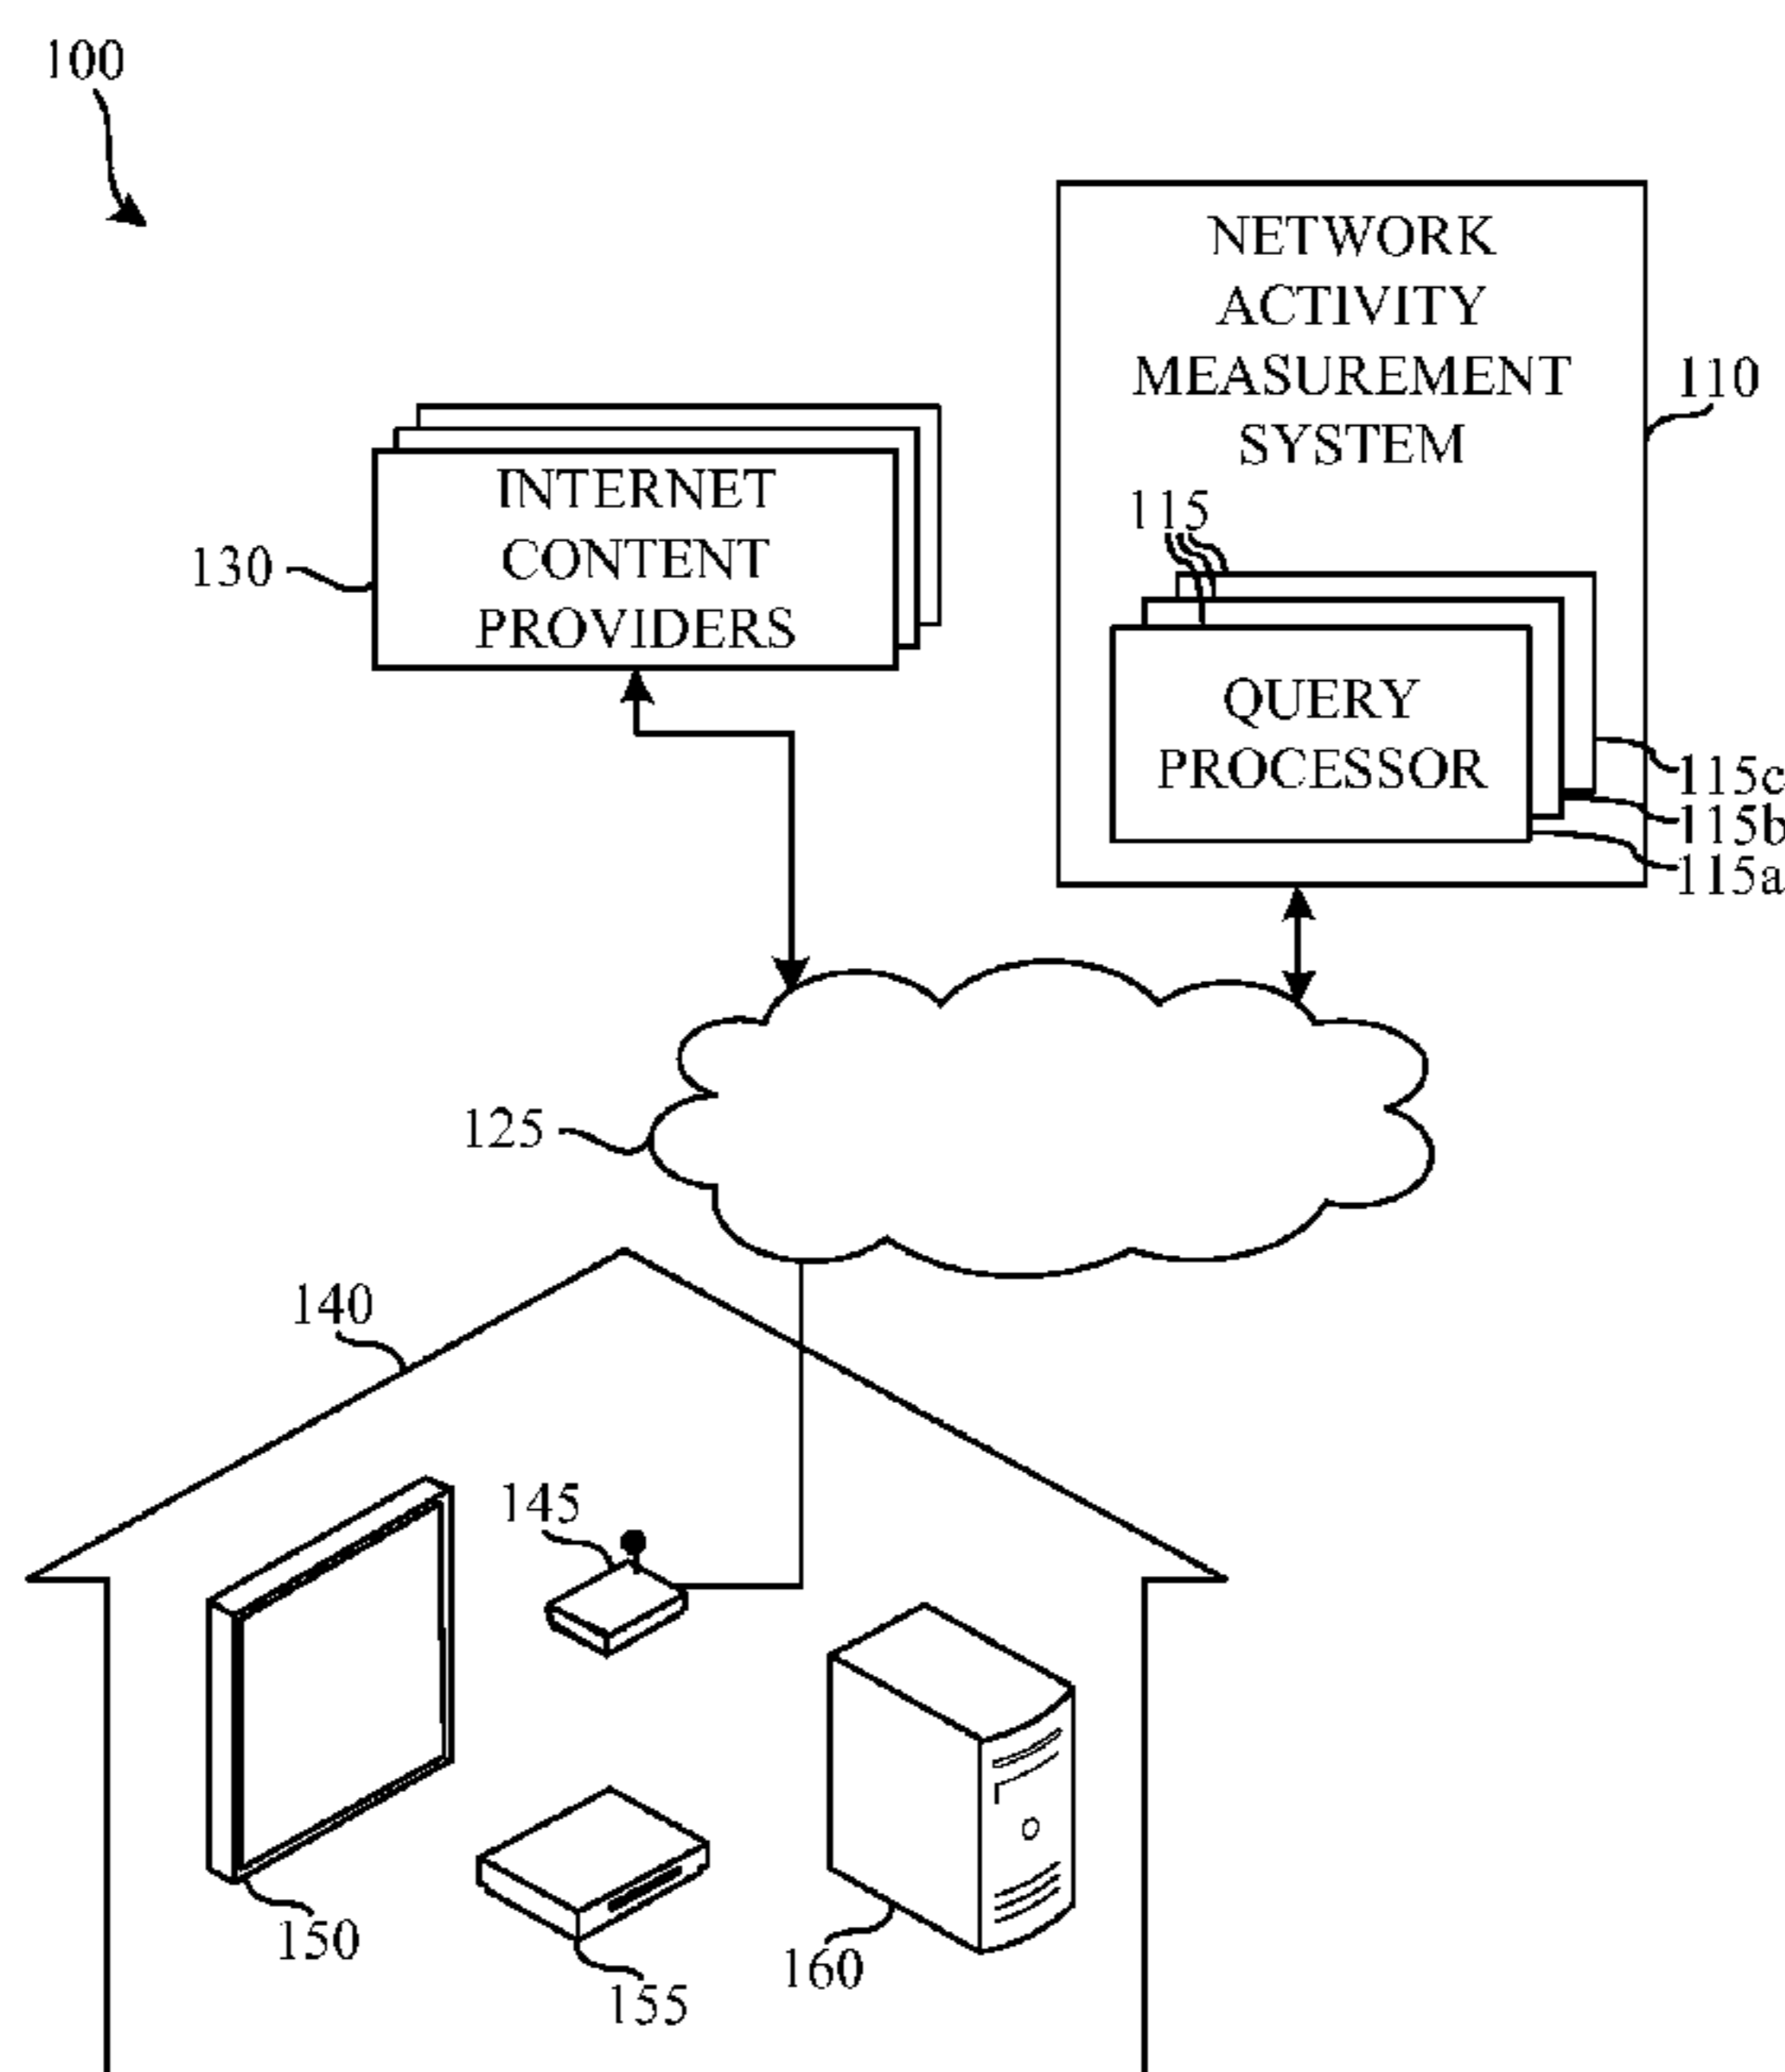 100
NETWORK
ACTIVITY
MEASUREMENT
SYSTEM
110
INTERNET
CONTENT
PROVIDERS
130
115
QUERY
PROCESSOR
115c
115b
115a
125
140
145
150
155
160